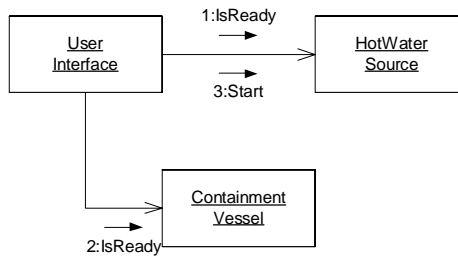 1:IsReady
User
Interface
HotWater
Source
3:Start
Containment
Vessel
2:IsReady